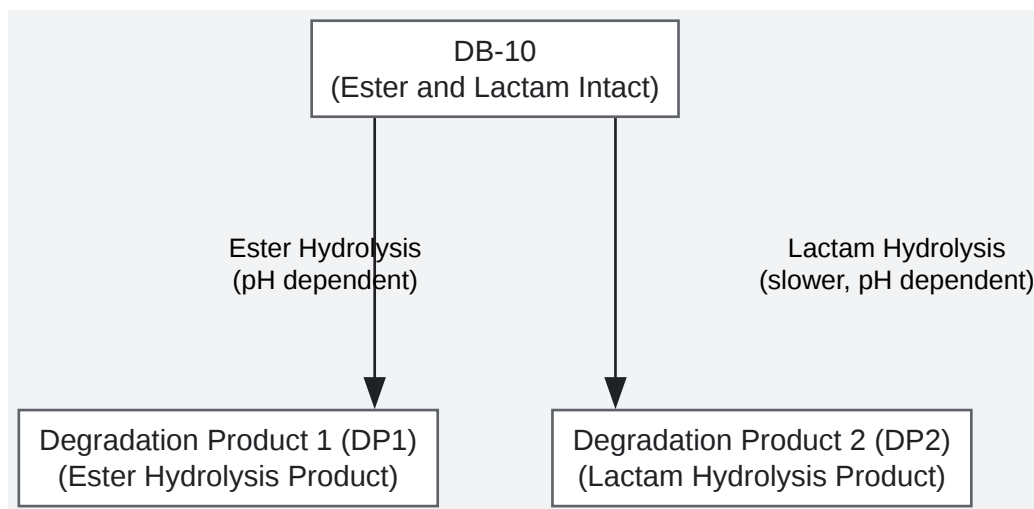 DB-10
(Ester and Lactam Intact)
Ester Hydrolysis
(pH dependent)
Lactam Hydrolysis
(slower, pH dependent)
Degradation Product 1 (DP1)
(Ester Hydrolysis Product)
Degradation Product 2 (DP2)
(Lactam Hydrolysis Product)